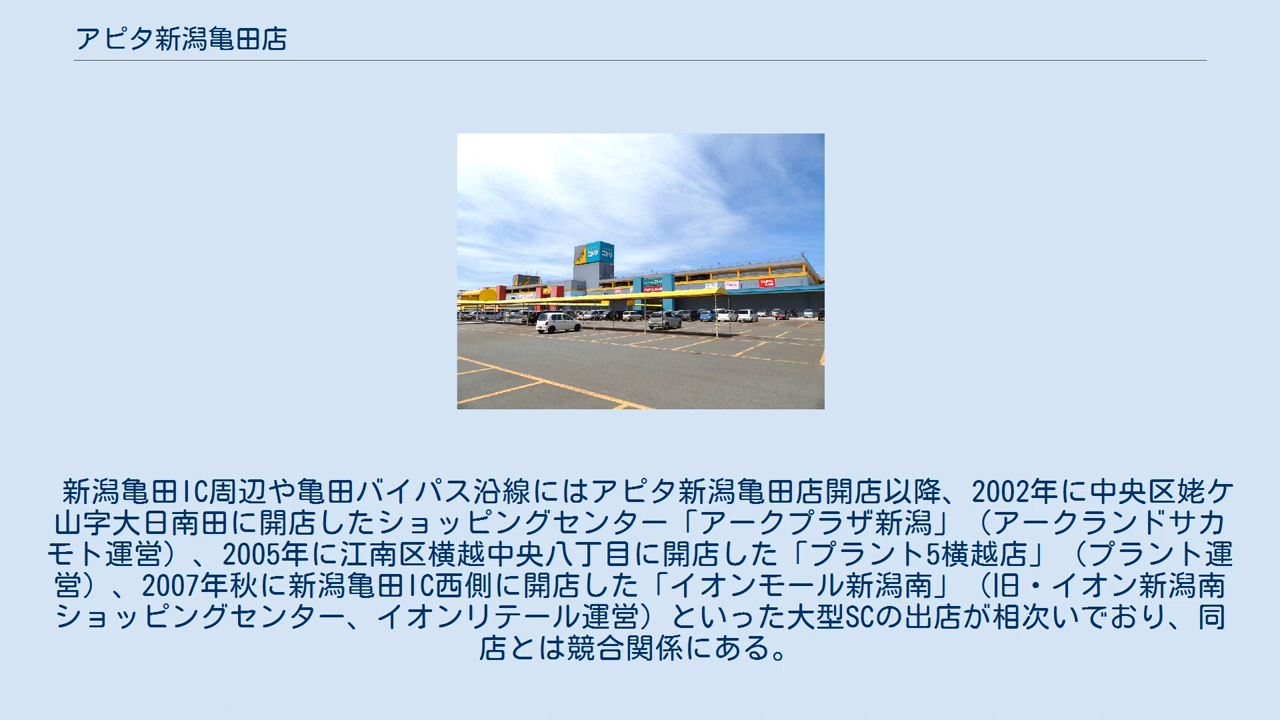 アピタ新潟亀田店
ニトリ
新潟亀田IC周辺や亀田バイパス沿線にはアピタ新潟亀田店開店以降、2002年に中央区姥ケ
山字大日南田に開店したショッピングセンター「アークプラザ新潟」（アークランドサカ
モト運営）、2005年に江南区横越中央八丁目に開店した「プラント5横越店」（プラント運
営）、2007年秋に新潟亀田IC西側に開店した「イオンモール新潟南」（旧・イオン新潟南
ショッピングセンター、イオンリテール運営）といった大型SCの出店が相次いでおり、同
店とは競合関係にある。